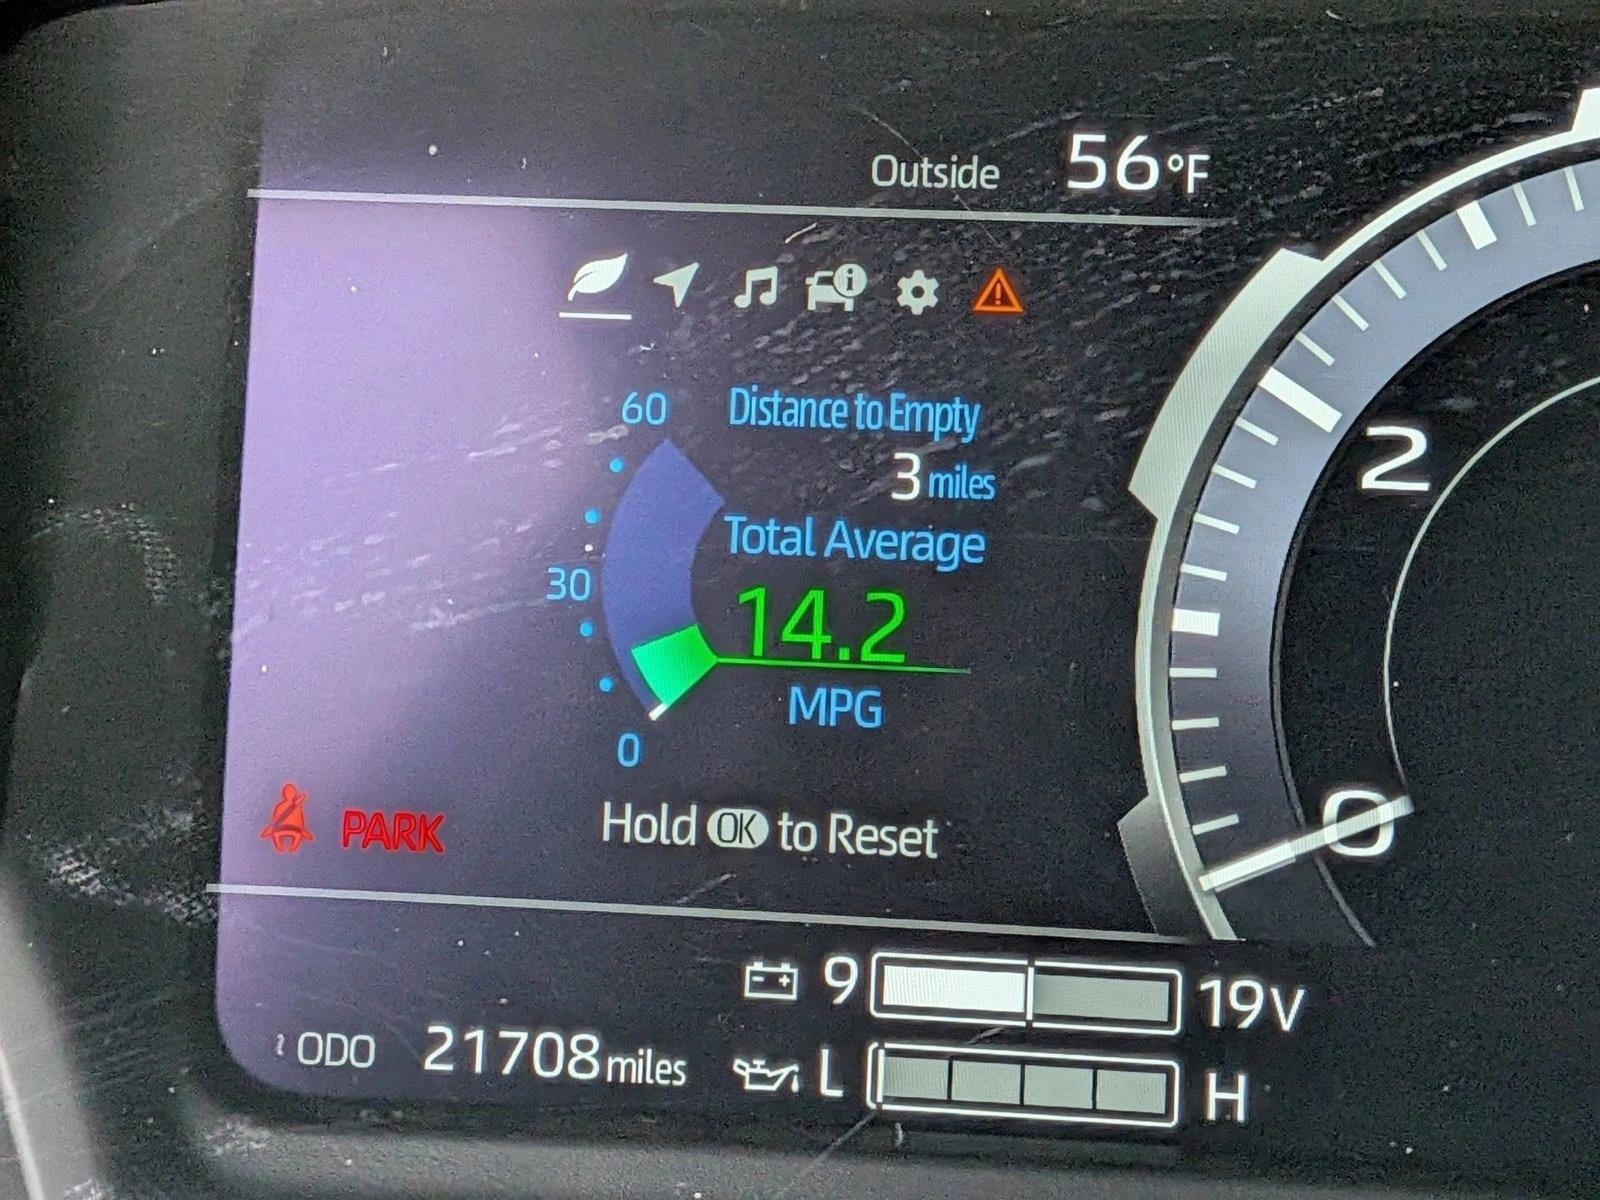 Outside 56°F
60 Distance to Empty
3 miles
Total Average
30 14.2
MPG
0
2
0
PARK Hold OK to Reset
9 19V
ODO 21708 miles L H